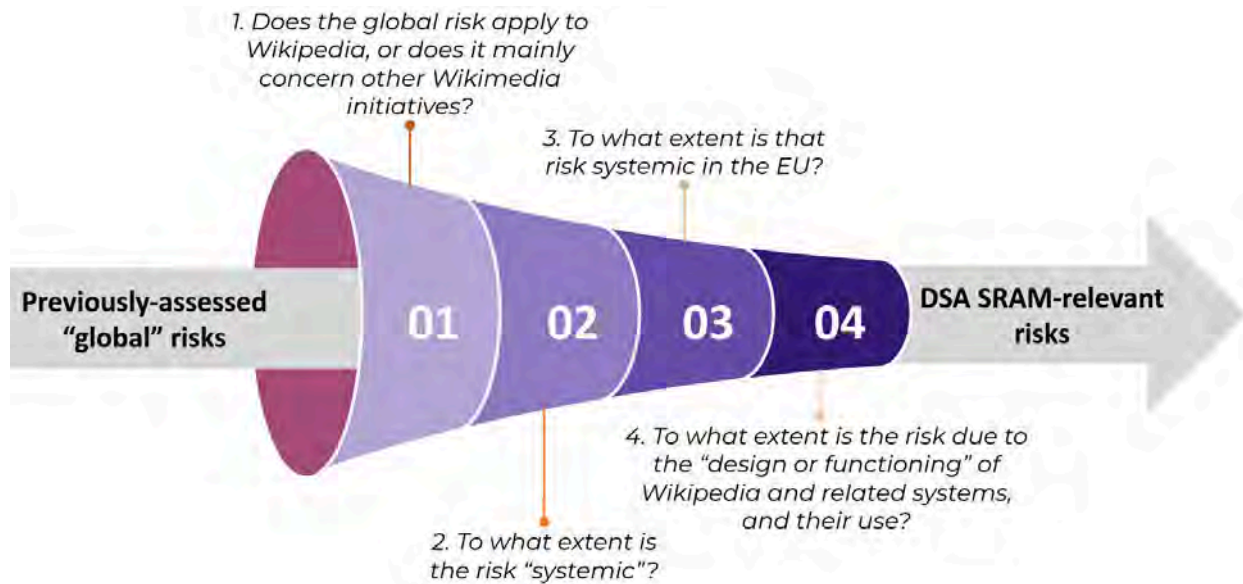 1. Does the global risk apply to
Wikipedia, or does it mainly
concern other Wikimedia
initiatives?
3. To what extent is that
risk systemic in the EU?
Previously-assessed
“global” risks
01
02
03
04
DSA SRAM-relevant
risks
2. To what extent is
the risk “systemic”?
4. To what extent is the risk due to
the “design or functioning” of
Wikipedia and related systems,
and their use?